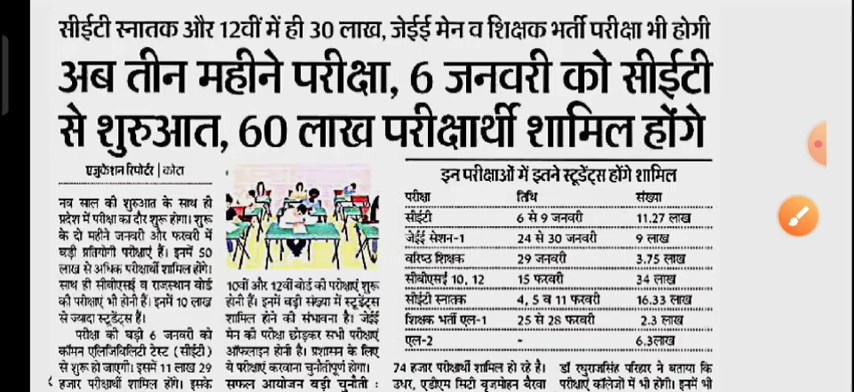 सीईटी स्नातक और 12वीं में ही 30 लाख, जेईई मेन व शिक्षक भर्ती परीक्षा भी होगी
अब तीन महीने परीक्षा, 6 जनवरी को सीईटी
से शुरुआत, 60 लाख परीक्षार्थी शामिल होंगे
एजुकेशन रिपोर्टर | कोटा
नव साल की शुरुआत के साथ ही
प्रदेश में परीक्षा का दौर शुरू होगा। शुरू
के दो महीने जनवरी और फरवरी में
बड़ी प्रतियोगी परीक्षाएं हैं। इनमें 50
लाख से अधिक परीक्षार्थी शामिल होंगे।
साथ ही सीबीएसई व राजस्थान बोर्ड
की परीक्षाएं भी होनी हैं। इनमें 10 लाख
से ज्यादा स्टूडेंट्स हैं।
परीक्षा की घड़ी 6 जनवरी को
कॉमन एलिजिबिलिटी टेस्ट (सीईटी)
से शुरू हो जाएगी। इसमें 11 लाख 29
हजार परीक्षार्थी शामिल होंगे। इसके
10वीं और 12वीं बोर्ड की परीक्षाएं शुरू
होनी हैं। इनमें बड़ी संख्या में स्टूडेंट्स
शामिल होने की संभावना है। जेईई
मेन की परीक्षा छोड़कर सभी परीक्षाएं
ऑफलाइन होनी है। प्रशासन के लिए
ये परीक्षाएं करवाना चुनौतीपूर्ण होगा।
सफल आयोजन बड़ी चुनौती :
इन परीक्षाओं में इतने स्टूडेंट्स होंगे शामिल
परीक्षा तिथि संख्या
सीईटी 6 से 9 जनवरी 11.27 लाख
जेईई सेशन-1 24 से 30 जनवरी 9 लाख
वरिष्ठ शिक्षक 29 जनवरी 3.75 लाख
सीबीएसई 10, 12 15 फरवरी 34 लाख
सीईटी स्नातक 4, 5 व 11 फरवरी 16.33 लाख
शिक्षक भर्ती एल-1 25 से 28 फरवरी 2.3 लाख
एल-2 - 6.3लाख
74 हजार परीक्षार्थी शामिल हो रहे है।
उधर, एडीएम सिटी बृजमोहन बैरवा
डॉ रघुराजसिंह परिहार ने बताया कि
परीक्षाएं कॉलेजों में भी होगी। इनमें भी